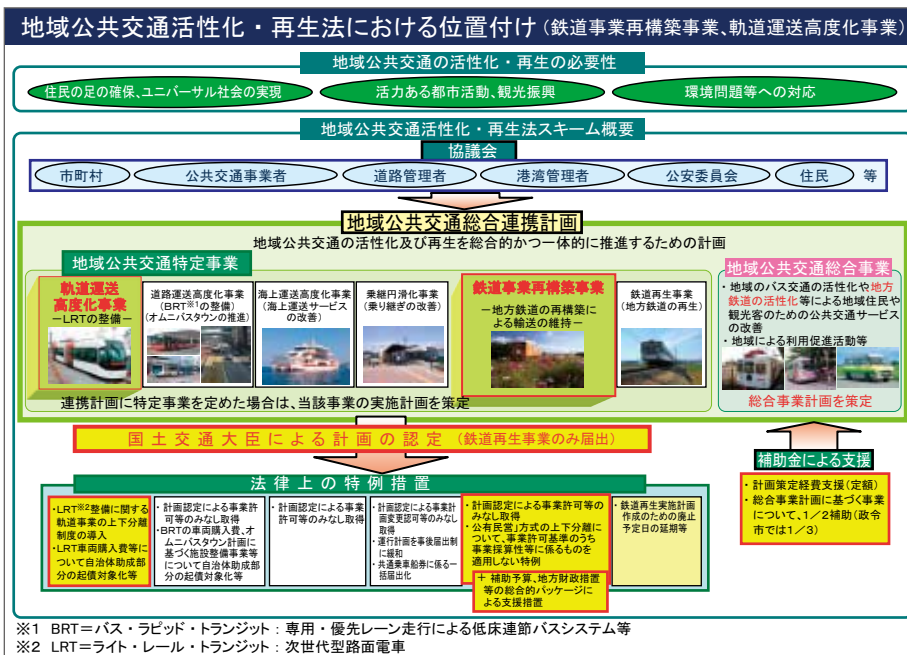 地域公共交通活性化・再生法における位置付け（鉄道事業再構築事業、軌道運送高度化事業）
地域公共交通の活性化・再生の必要性
住民の足の確保、ユニバーサル社会の実現
活力ある都市活動、観光振興
環境問題等への対応
地域公共交通活性化・再生法スキーム概要
協議会
市町村
公共交通事業者
道路管理者
港湾管理者
公安委員会
住民
等
地域公共交通総合連携計画
地域公共交通の活性化及び再生を総合的かつ一体的に推進するための計画
地域公共交通特定事業
軌道運送
高度化事業
－LRTの整備－
道路運送高度化事業
（BRT※1の整備）
（オムニバスタウンの推進）
海上運送高度化事業
（海上運送サービス
の改善）
乗継円滑化事業
（乗り継ぎの改善）
鉄道事業再構築事業
－地方鉄道の再構築
による輸送の維持－
鉄道再生事業
（地方鉄道の再生）
連携計画に特定事業を定めた場合は、当該事業の実施計画を策定
地域公共交通総合事業
・地域のバス交通の活性化や地方
鉄道の活性化等による地域住民や
観光客のための公共交通サービス
の改善
・地域による利用促進活動等
総合事業計画を策定
国土交通大臣による計画の認定（鉄道再生事業のみ届出）
法律上の特例措置
・LRT※2整備に関する
軌道事業の上下分離
制度の導入
・LRT車両購入費等に
ついて自治体助成部
分の起債対象化等
・計画認定による事業許
可等のみなし取得
・BRTの車両購入費、オ
ムニバスタウン計画に
基づく施設整備事業等
について自治体助成部
分の起債対象化等
・計画認定による事業許
可等のみなし取得
・計画認定による事業計
画変更認可等のみなし
取得
・運行計画を事後届出制
に緩和
・共通乗車船券に係る一
括届出化
・計画認定による事業許可等の
みなし取得
・「公有民営」方式の上下分離に
ついて、事業許可基準のうち
事業採算性等に係るものを
適用しない特例
＋ 補助予算、地方財政措置
等の総合的パッケージに
よる支援措置
・鉄道再生実施計画
作成のための廃止
予定日の延期等
補助金による支援
・計画策定経費支援（定額）
・総合事業計画に基づく事業
について、1／2補助（政令
市では1／3）
※1 BRT＝バス・ラピッド・トランジット：専用・優先レーン走行による低床連節バスシステム等
※2 LRT＝ライト・レール・トランジット：次世代型路面電車